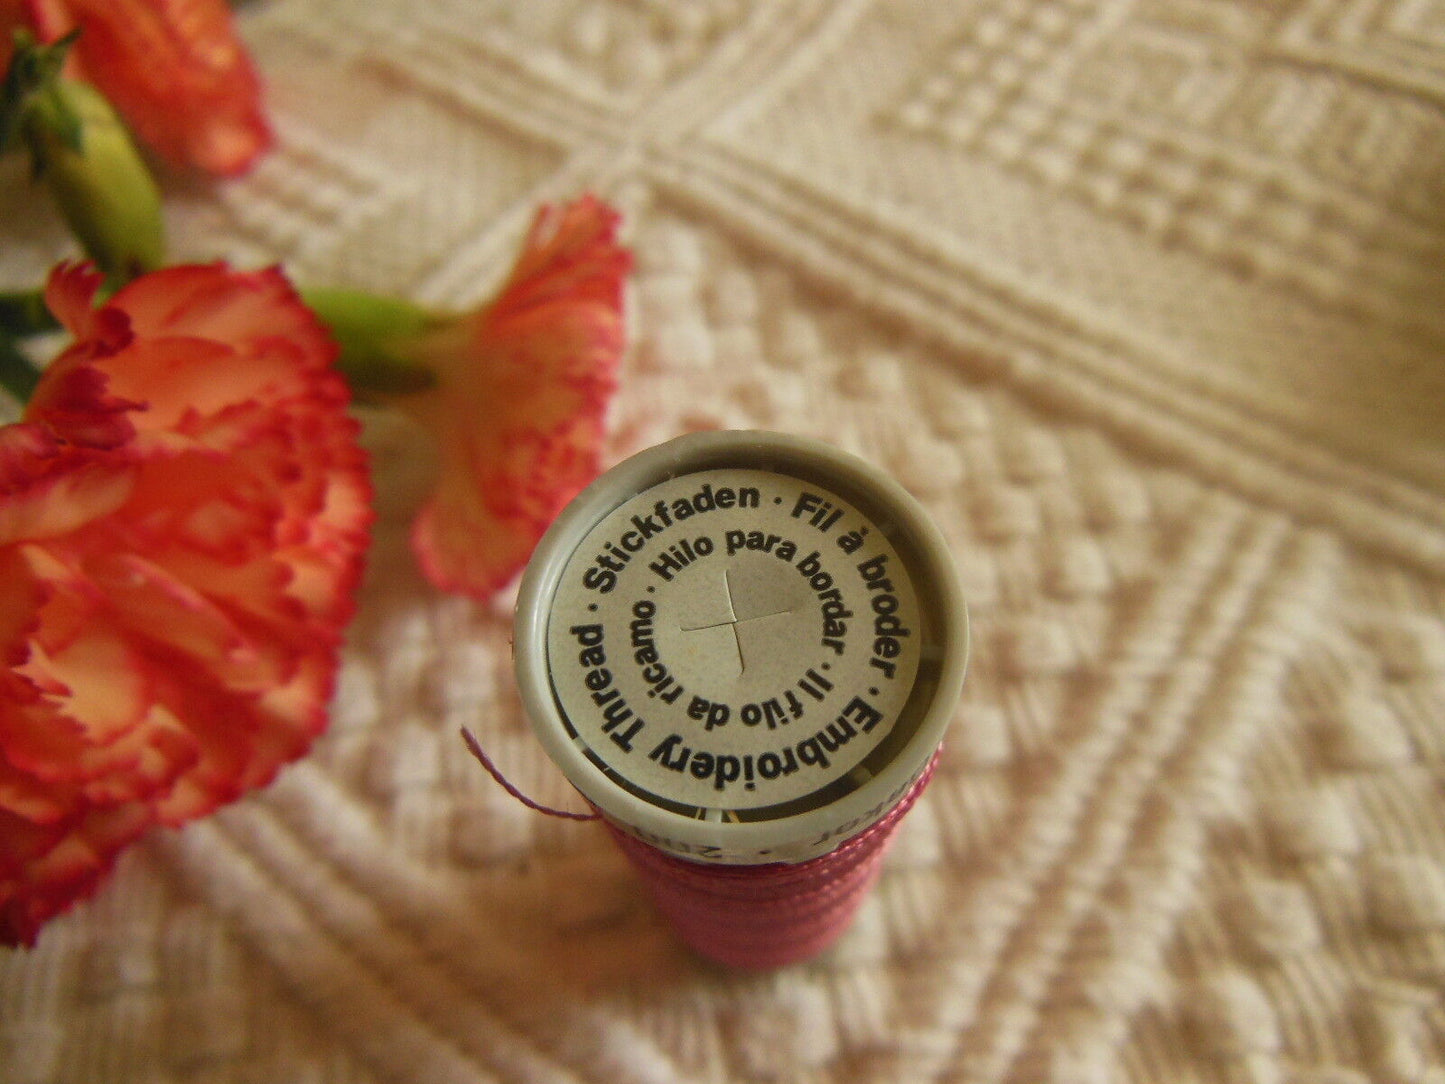 Stickfaden · Fil à broder · Embroidery Thread ·
Hilo para bordar · Il filo da ricamo ·